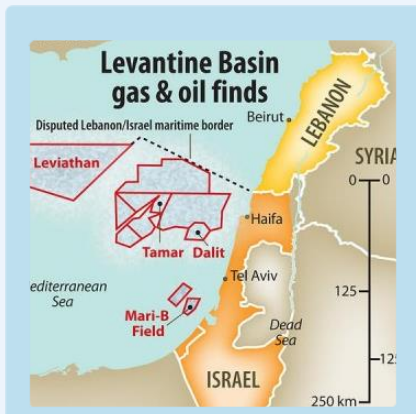 Levantine Basin
gas & oil finds
Disputed Lebanon/Israel maritime border
Beirut
LEBANON
SYRIA
Leviathan
0
0
Haifa
Tamar
Dalit
Tel Aviv
editerranean
Sea
125
Mari-B
Field
Dead
Sea
125
ISRAEL
250 km